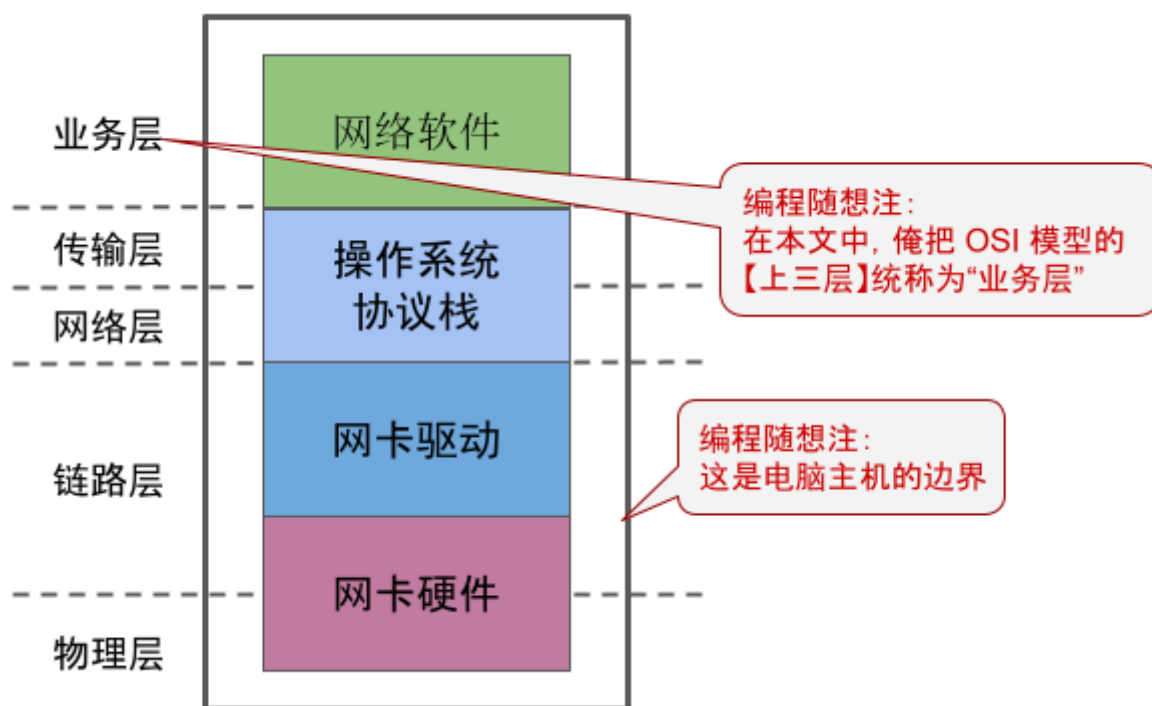 业务层
网络软件
编程随想注：
在本文中，俺把 OSI 模型的
【上三层】统称为“业务层”
传输层
操作系统
协议栈
网络层
网卡驱动
编程随想注：
这是电脑主机的边界
链路层
网卡硬件
物理层